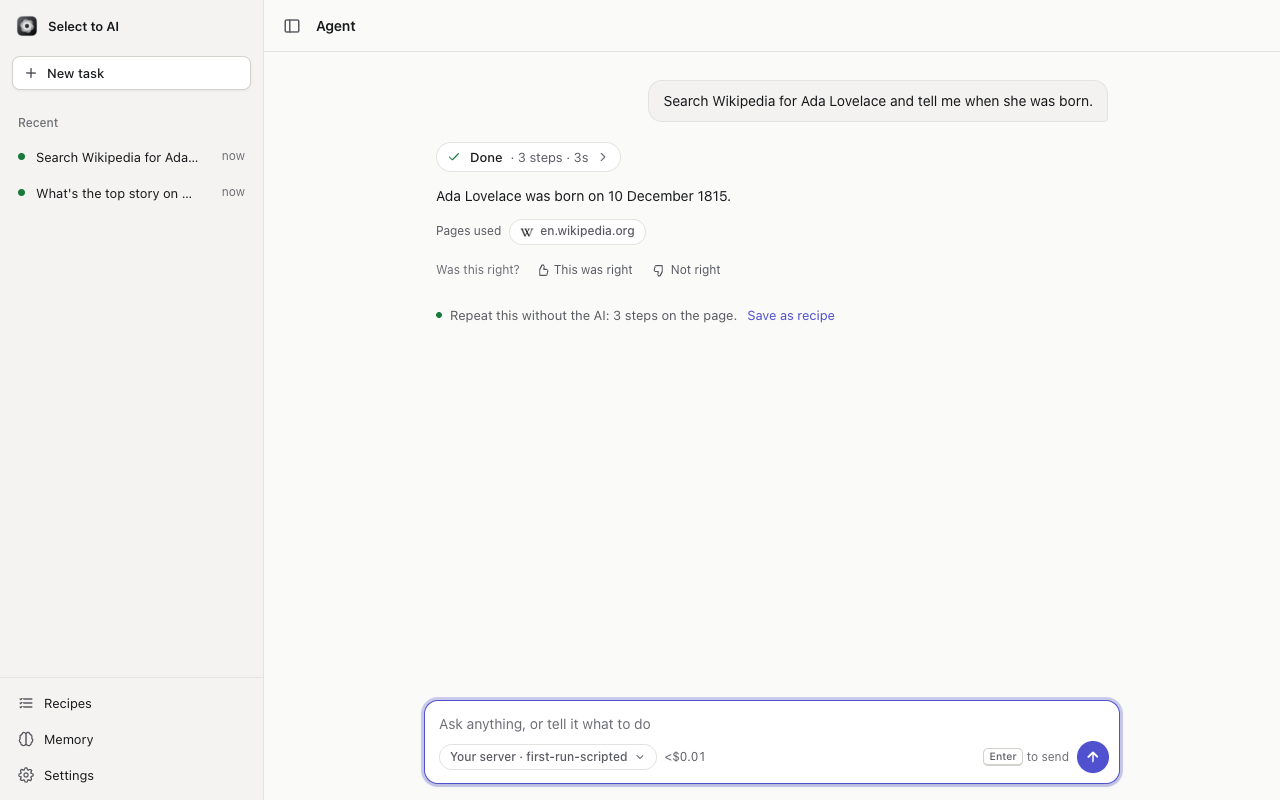 Select to AI
New task
Recent
Search Wikipedia for Ada... now
What's the top story on ... now
Recipes
Memory
Settings
Agent
Search Wikipedia for Ada Lovelace and tell me when she was born.
Done · 3 steps · 3s
Ada Lovelace was born on 10 December 1815.
Pages used W en.wikipedia.org
Was this right? This was right Not right
Repeat this without the AI: 3 steps on the page. Save as recipe
Ask anything, or tell it what to do
Your server · first-run-scripted <$0.01 Enter to send